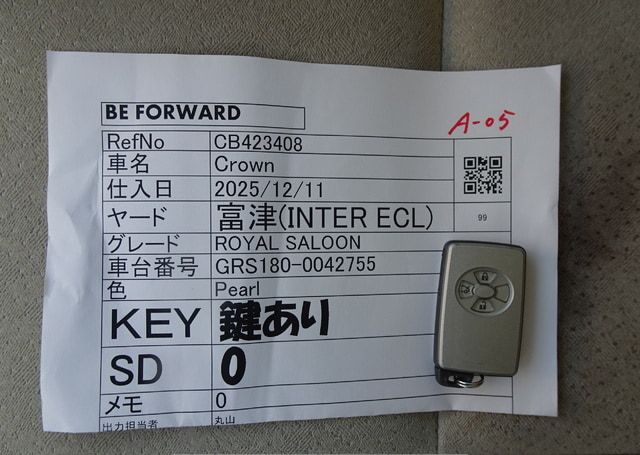 BE FORWARD
A-05
RefNo CB423408
車名 Crown
仕入日 2025/12/11
ヤード 富津(INTER ECL)
99
グレード ROYAL SALOON
車台番号 GRS180-0042755
色 Pearl
KEY 鍵あり
SD 0
メモ 0
出力担当者 丸山